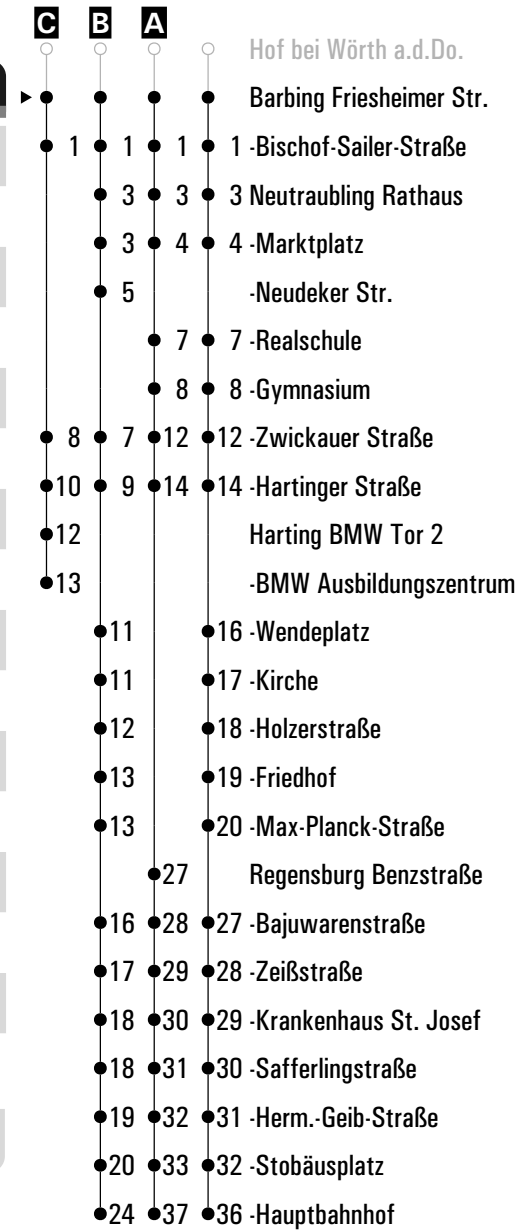 C B A
Hof bei Wörth a.d.Do.
Barbing Friesheimer Str.
1 1 1 1 -Bischof-Sailer-Straße
3 3 3 Neutraubling Rathaus
3 4 4 -Marktplatz
5 -Neudeker Str.
7 7 -Realschule
8 8 -Gymnasium
8 7 12 12 -Zwickauer Straße
10 9 14 14 -Hartinger Straße
12 Harting BMW Tor 2
13 -BMW Ausbildungszentrum
11 16 -Wendeplatz
11 17 -Kirche
12 18 -Holzerstraße
13 19 -Friedhof
13 20 -Max-Planck-Straße
27 Regensburg Benzstraße
16 28 27 -Bajuwarenstraße
17 29 28 -Zeißstraße
18 30 29 -Krankenhaus St. Josef
18 31 30 -Safferlingstraße
19 32 31 -Herm.-Geib-Straße
20 33 32 -Stobäusplatz
24 37 36 -Hauptbahnhof